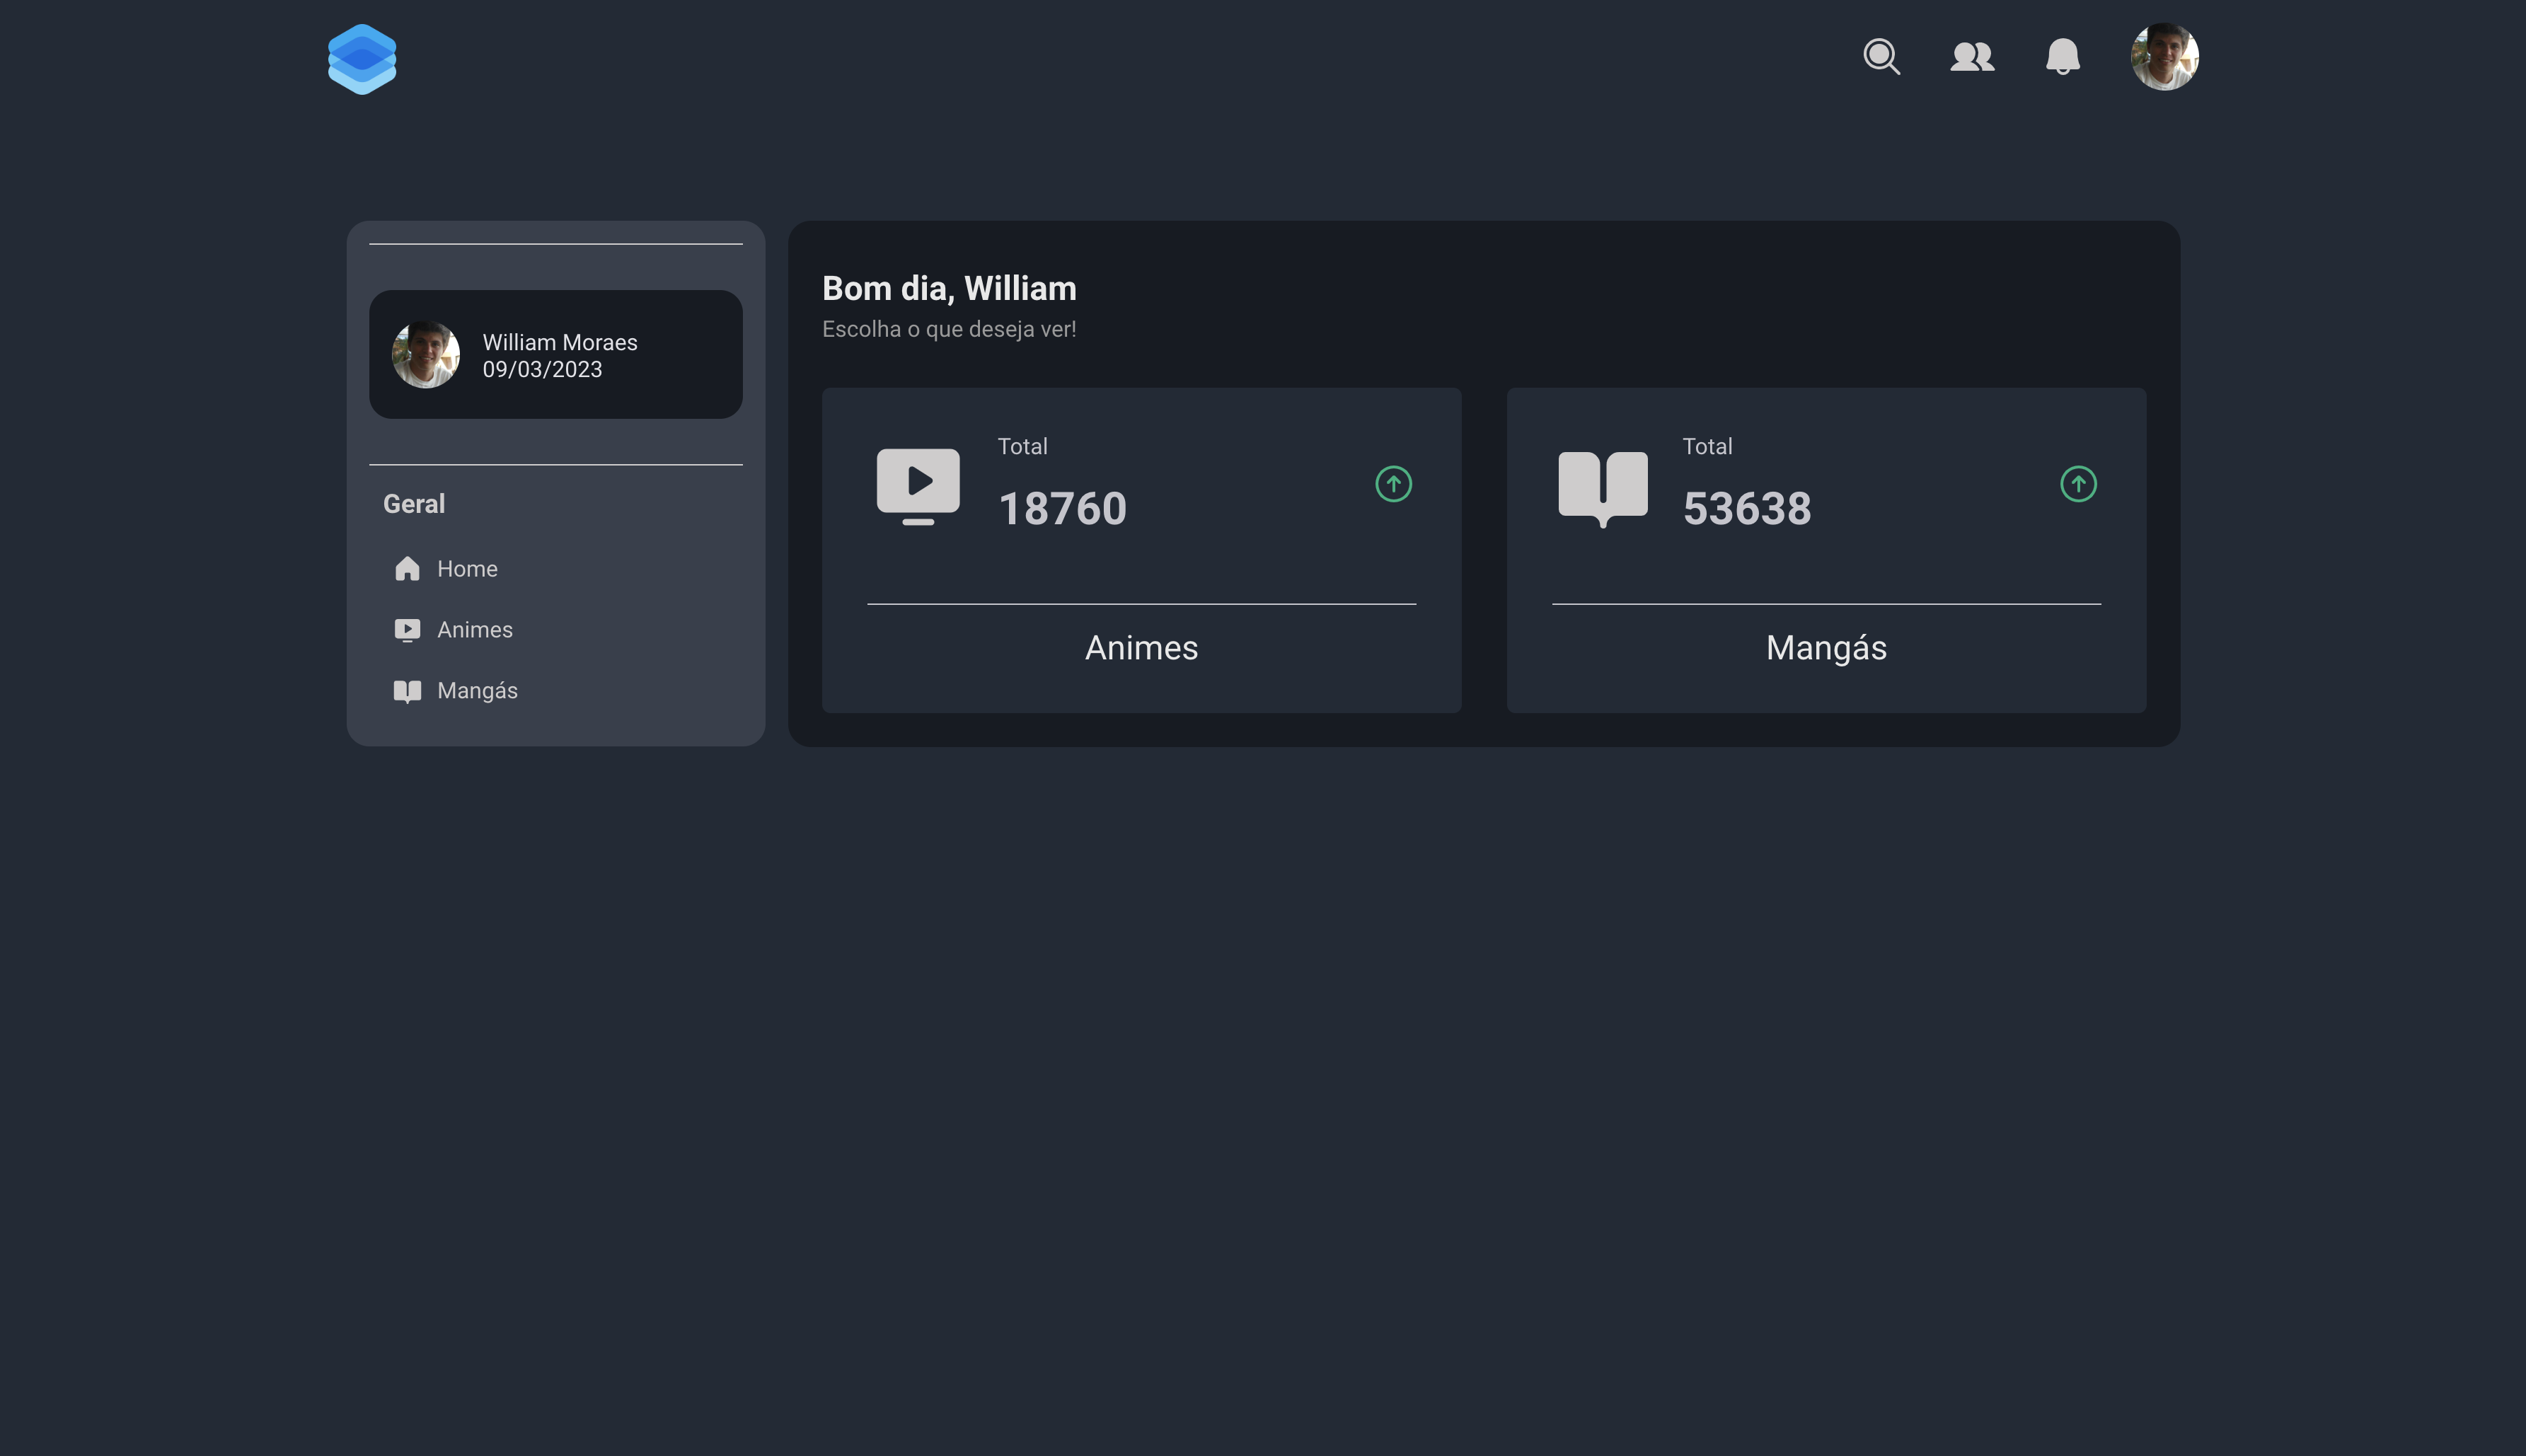 William Moraes
09/03/2023
Geral
Home
Animes
Mangás
Bom dia, William
Escolha o que deseja ver!
Total
18760
Animes
Total
53638
Mangás